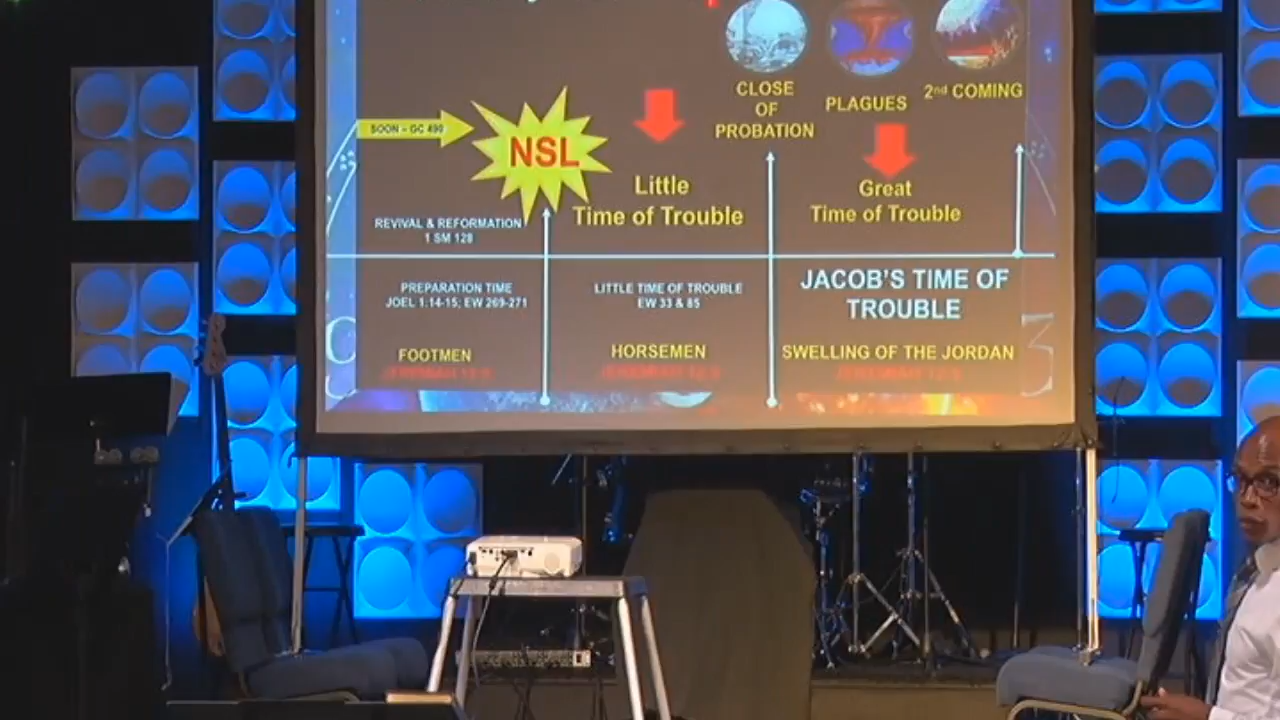 CLOSE
OF
PROBATION
PLAGUES
2nd COMING
SOON – GC 490
NSL
Little
Time of Trouble
Great
Time of Trouble
REVIVAL & REFORMATION
1 SM 128
PREPARATION TIME
JOEL 1:14-15; EW 269-271
LITTLE TIME OF TROUBLE
EW 33 & 85
JACOB'S TIME OF
TROUBLE
FOOTMEN
HORSEMEN
SWELLING OF THE JORDAN